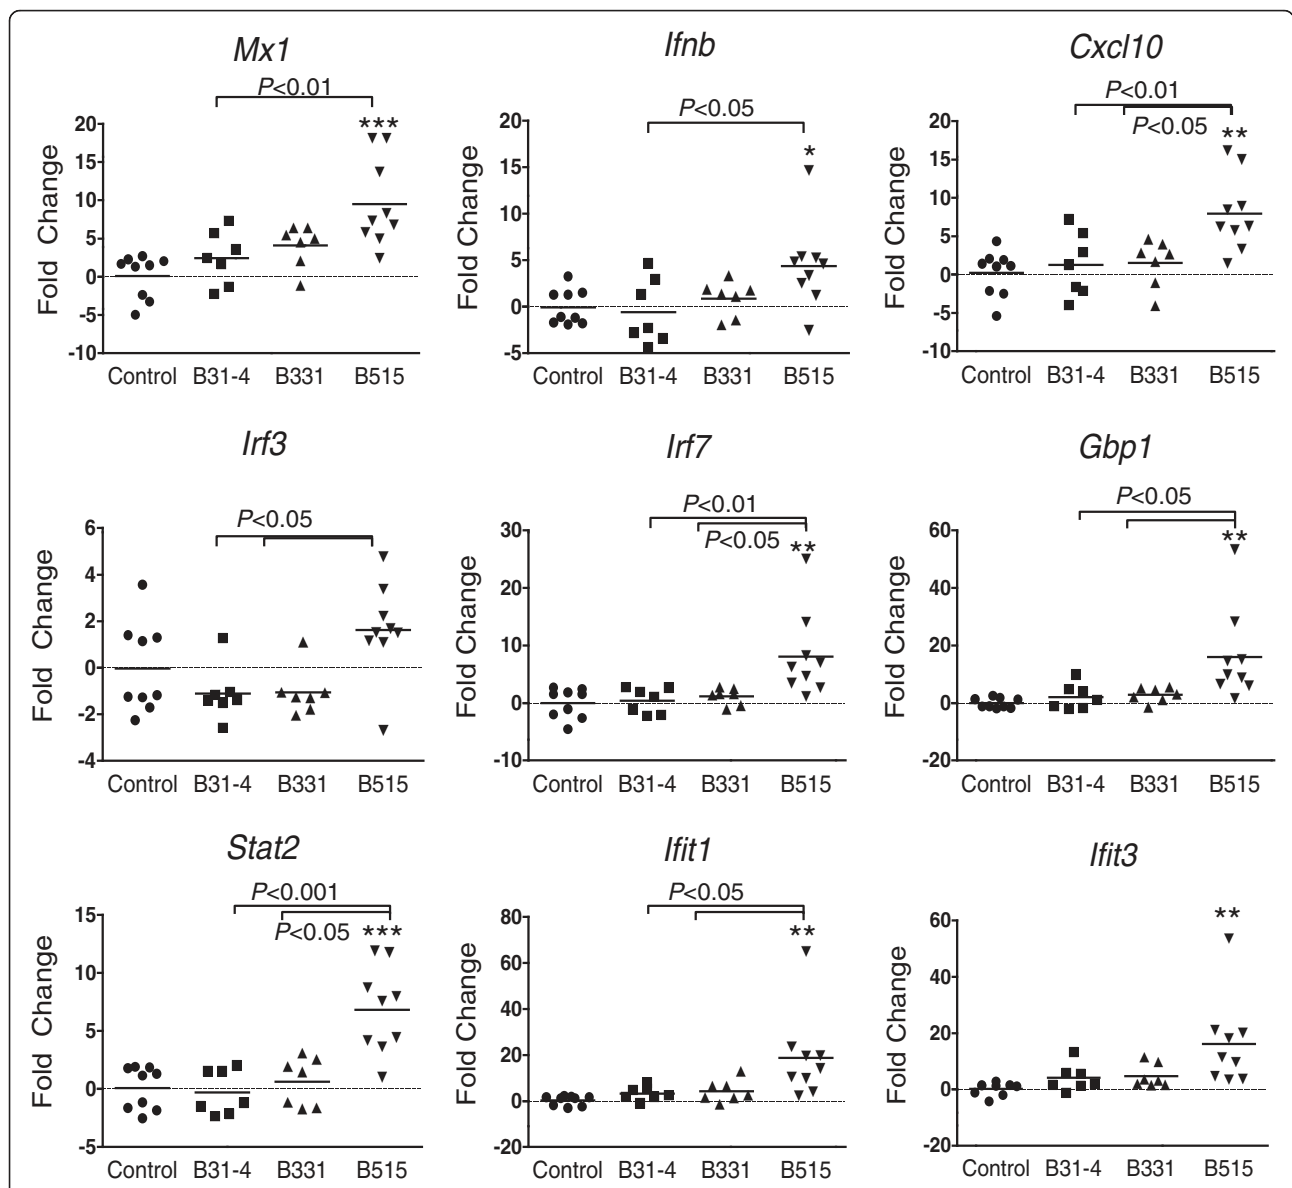 Mx1
P<0.01
***
Fold Change
20
15
10
5
0
-5
-10
Control B31-4 B331 B515
Ifnb
P<0.05
*
Fold Change
20
15
10
5
0
-5
Control B31-4 B331 B515
Cxcl10
P<0.01
P<0.05
**
Fold Change
20
15
10
5
0
-5
-10
Control B31-4 B331 B515
Irf3
P<0.05
Fold Change
6
4
2
0
-2
-4
Control B31-4 B331 B515
Irf7
P<0.01
P<0.05
**
Fold Change
30
20
10
0
-10
Control B31-4 B331 B515
Gbp1
P<0.05
**
Fold Change
60
40
20
0
-20
Control B31-4 B331 B515
Stat2
P<0.001
P<0.05
***
Fold Change
15
10
5
0
-5
Control B31-4 B331 B515
Ifit1
P<0.05
**
Fold Change
80
60
40
20
0
-20
Control B31-4 B331 B515
Ifit3
**
Fold Change
60
40
20
0
-20
Control B31-4 B331 B515